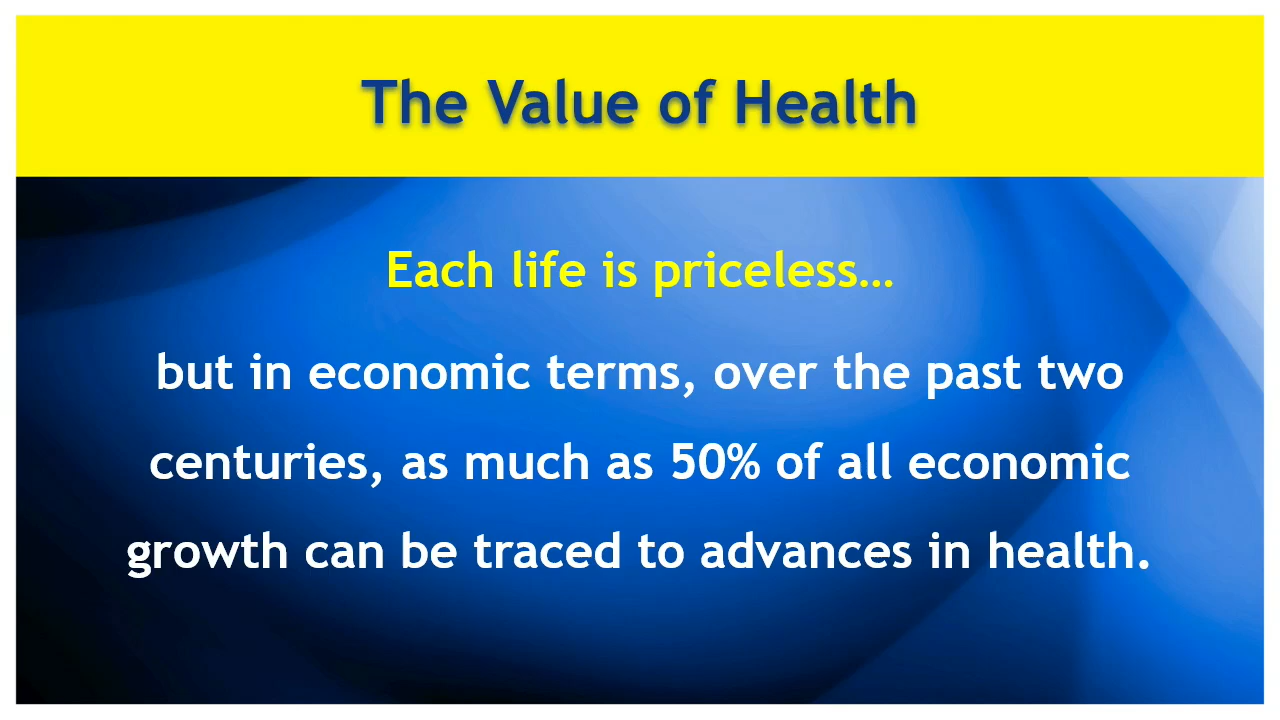 The Value of Health
Each life is priceless…
but in economic terms, over the past two
centuries, as much as 50% of all economic
growth can be traced to advances in health.